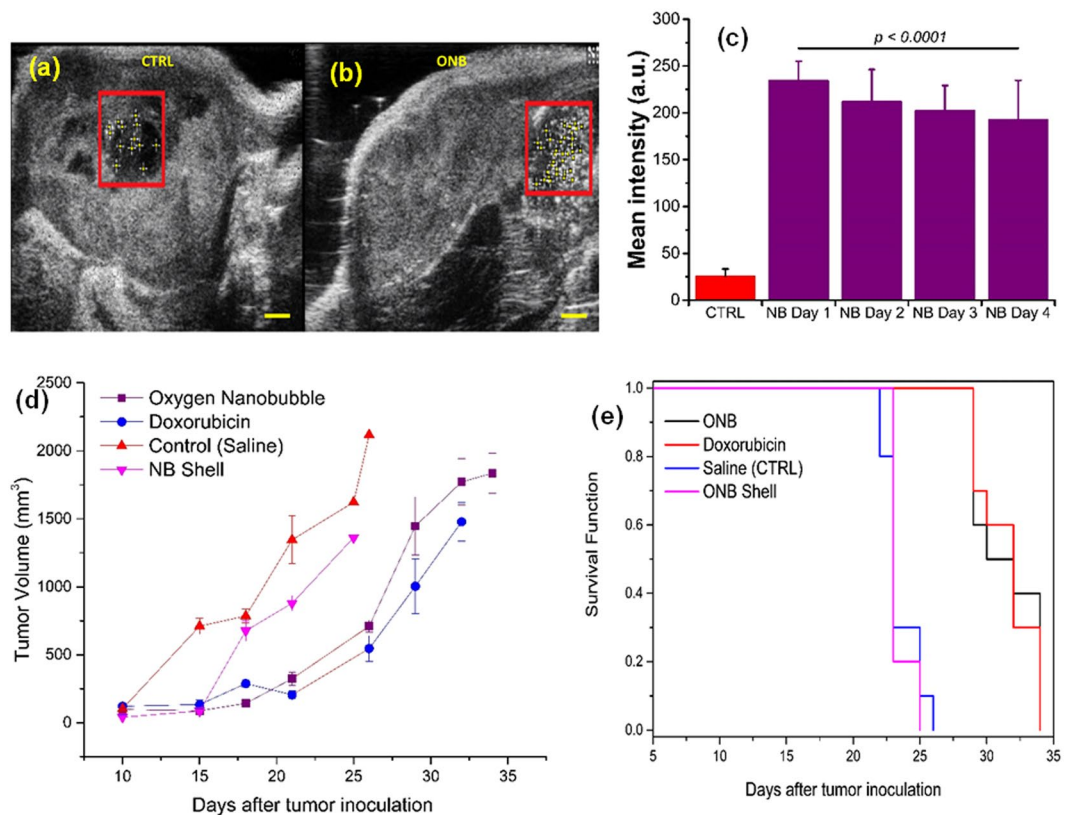 (a)
CTRL
(b)
ONB
(c)
p < 0.0001
Mean intensity (a.u.)
300
250
200
150
100
50
0
CTRL NB Day 1 NB Day 2 NB Day 3 NB Day 4
(d)
Oxygen Nanobubble
Doxorubicin
Control (Saline)
NB Shell
Tumor Volume (mm³)
2500
2000
1500
1000
500
0
10 15 20 25 30 35
Days after tumor inoculation
(e)
ONB
Doxorubicin
Saline (CTRL)
ONB Shell
Survival Function
1.0
0.8
0.6
0.4
0.2
0.0
5 10 15 20 25 30 35
Days after tumor inoculation